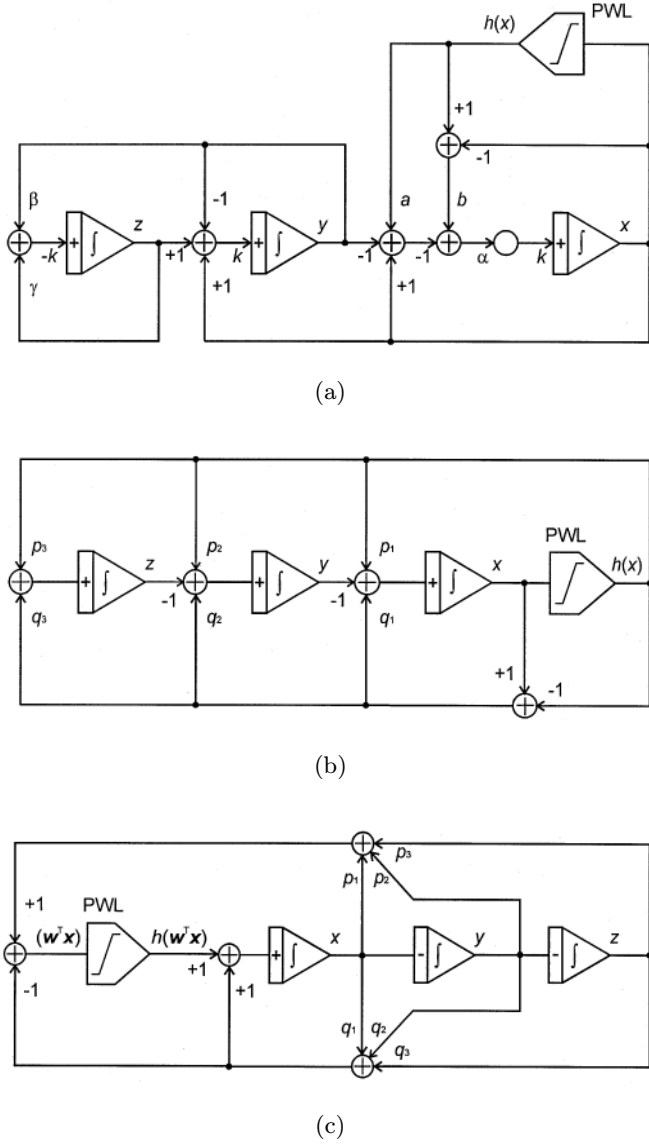 PWL
h(x)
+1
-1
β
-1
a
b
z
y
x
-k
+1
k
-1
-1
α
k
γ
+1
+1
(a)
p₃
p₂
p₁
PWL
z
y
x
h(x)
-1
-1
q₃
q₂
q₁
+1
-1
(b)
p₃
p₁
p₂
+1
PWL
(wᵀx)
h(wᵀx)
x
y
z
+1
-1
+1
q₁
q₂
q₃
(c)